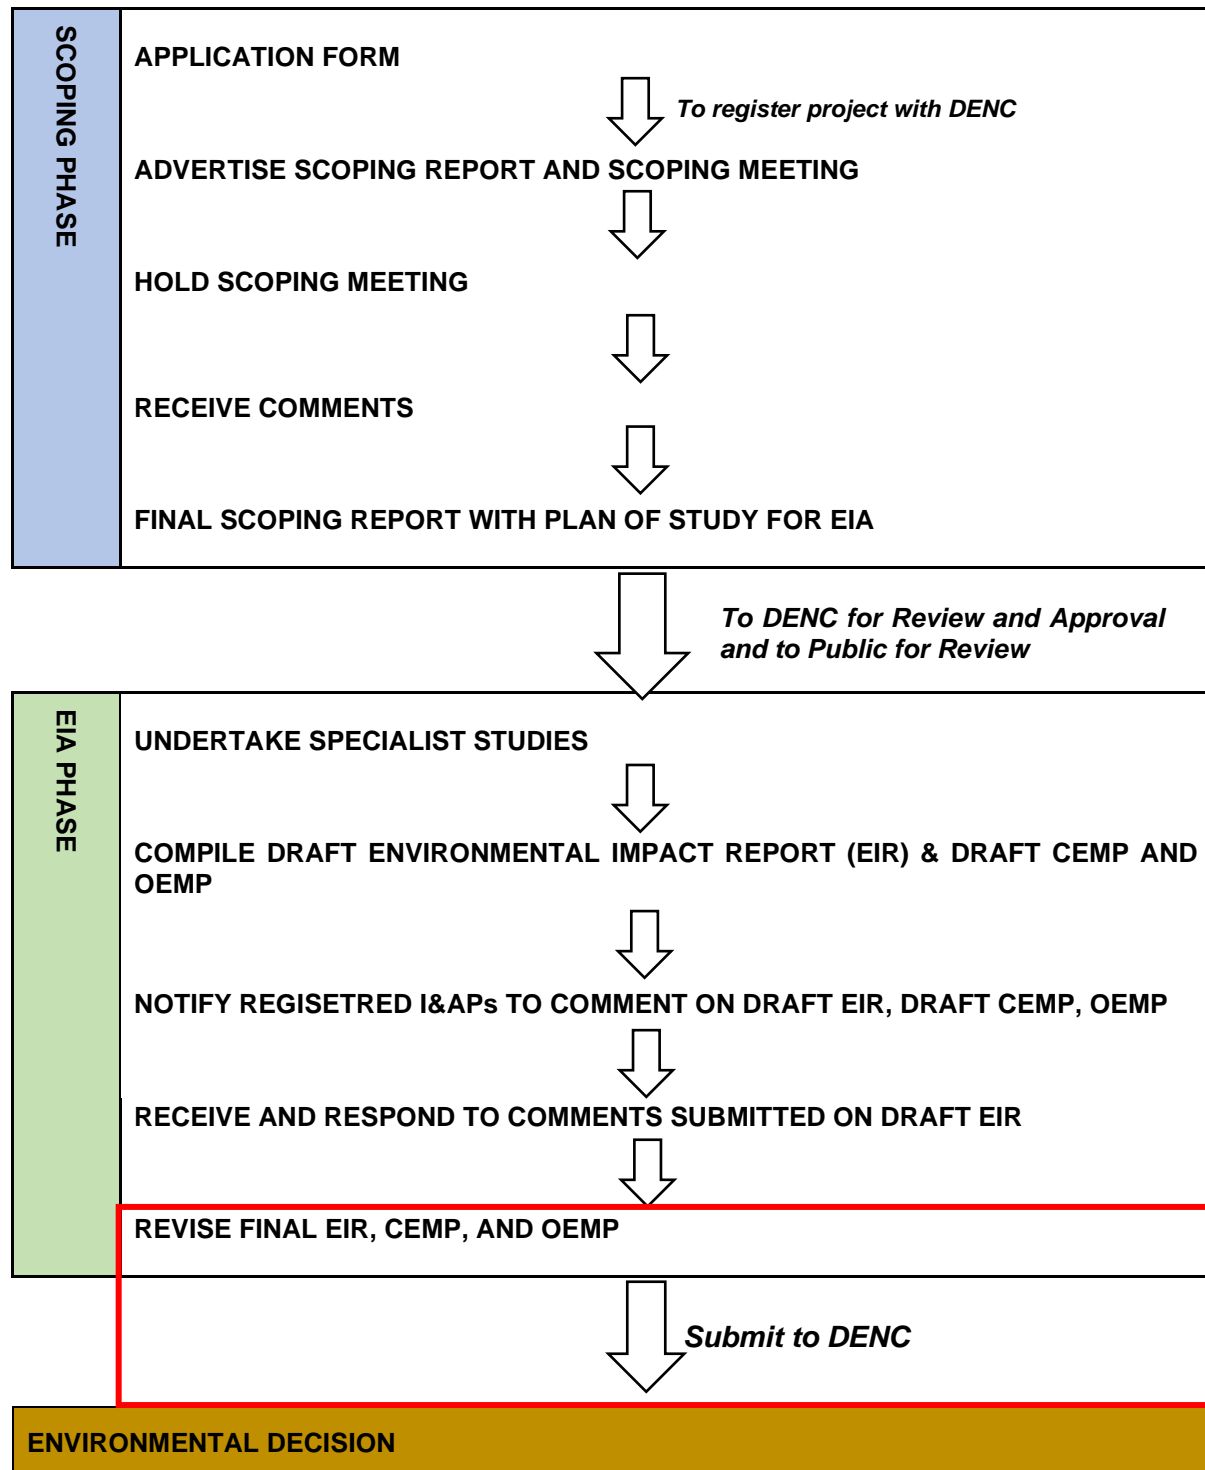 SCOPING PHASE
APPLICATION FORM
To register project with DENC
ADVERTISE SCOPING REPORT AND SCOPING MEETING
HOLD SCOPING MEETING
RECEIVE COMMENTS
FINAL SCOPING REPORT WITH PLAN OF STUDY FOR EIA
To DENC for Review and Approval
and to Public for Review
EIA PHASE
UNDERTAKE SPECIALIST STUDIES
COMPILE DRAFT ENVIRONMENTAL IMPACT REPORT (EIR) & DRAFT CEMP AND
OEMP
NOTIFY REGISETRED I&APs TO COMMENT ON DRAFT EIR, DRAFT CEMP, OEMP
RECEIVE AND RESPOND TO COMMENTS SUBMITTED ON DRAFT EIR
REVISE FINAL EIR, CEMP, AND OEMP
Submit to DENC
ENVIRONMENTAL DECISION